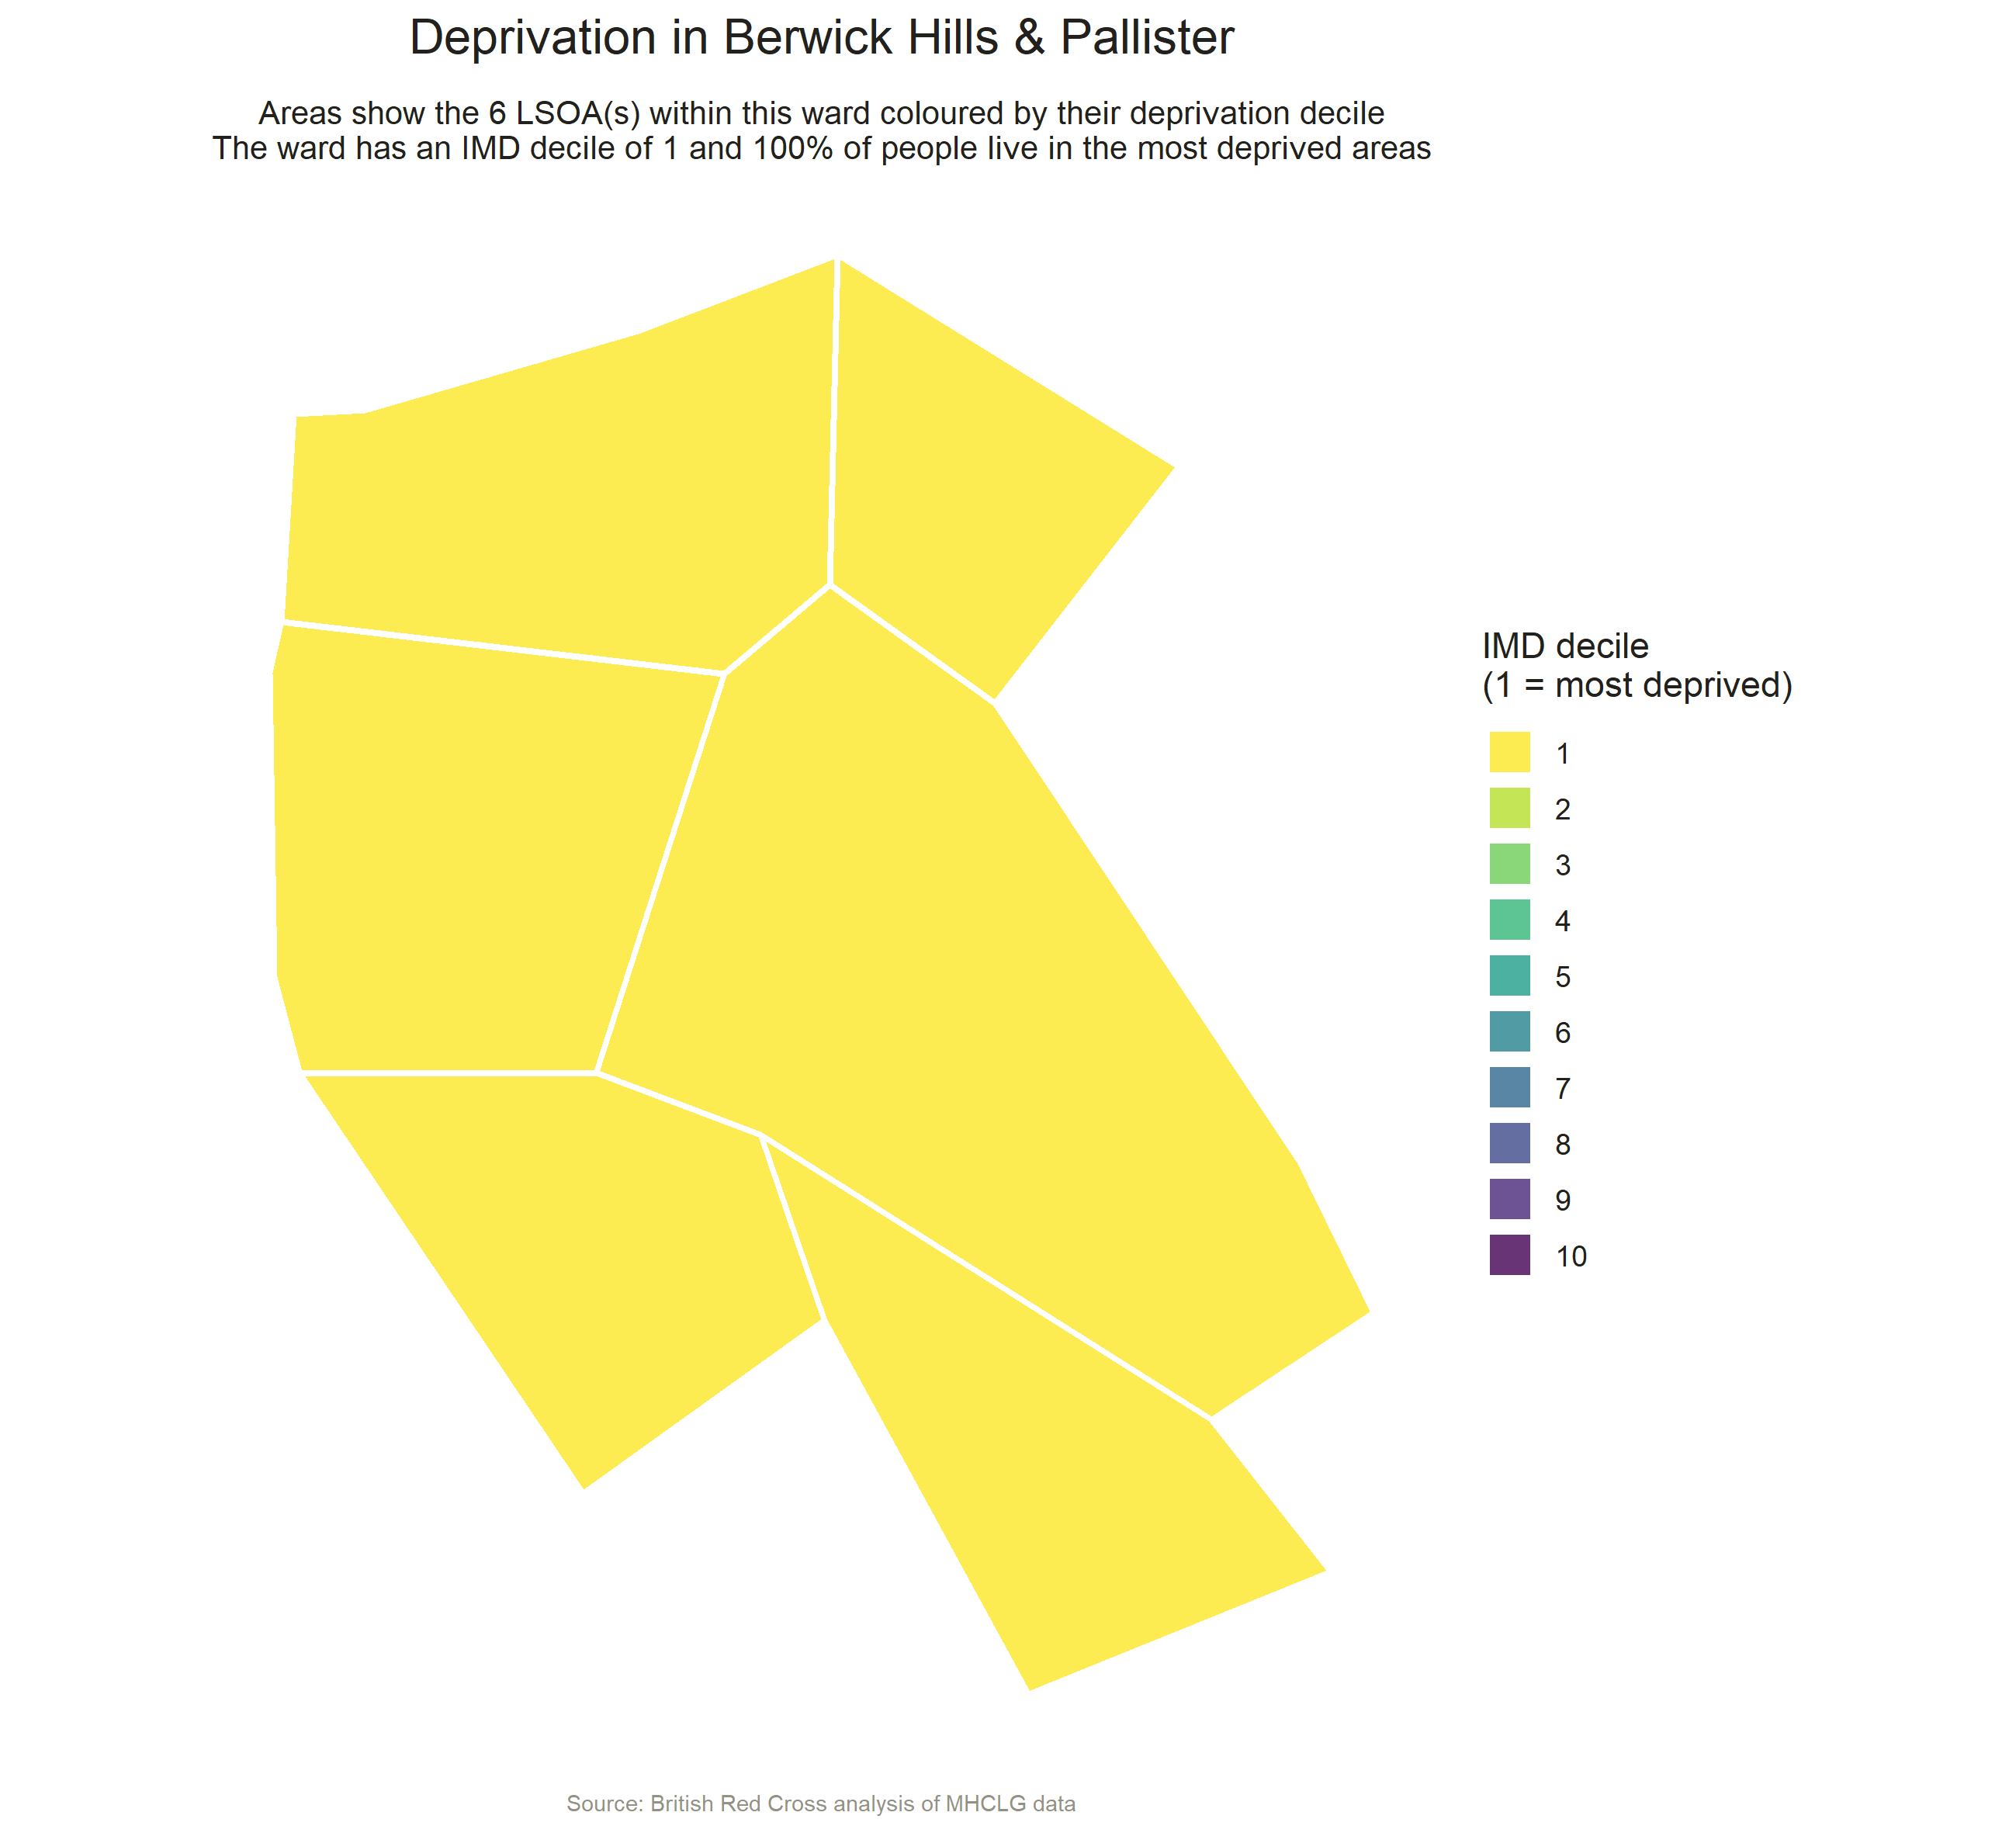 Deprivation in Berwick Hills & Pallister
Areas show the 6 LSOA(s) within this ward coloured by their deprivation decile
The ward has an IMD decile of 1 and 100% of people live in the most deprived areas
IMD decile
(1 = most deprived)
1
2
3
4
5
6
7
8
9
10
Source: British Red Cross analysis of MHCLG data